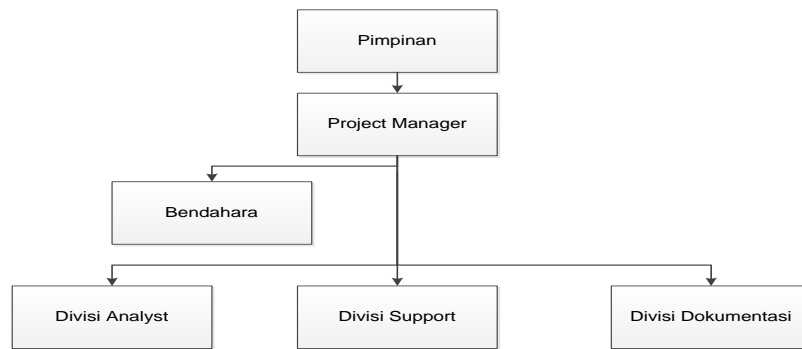 Pimpinan
Project Manager
Bendahara
Divisi Analyst
Divisi Support
Divisi Dokumentasi